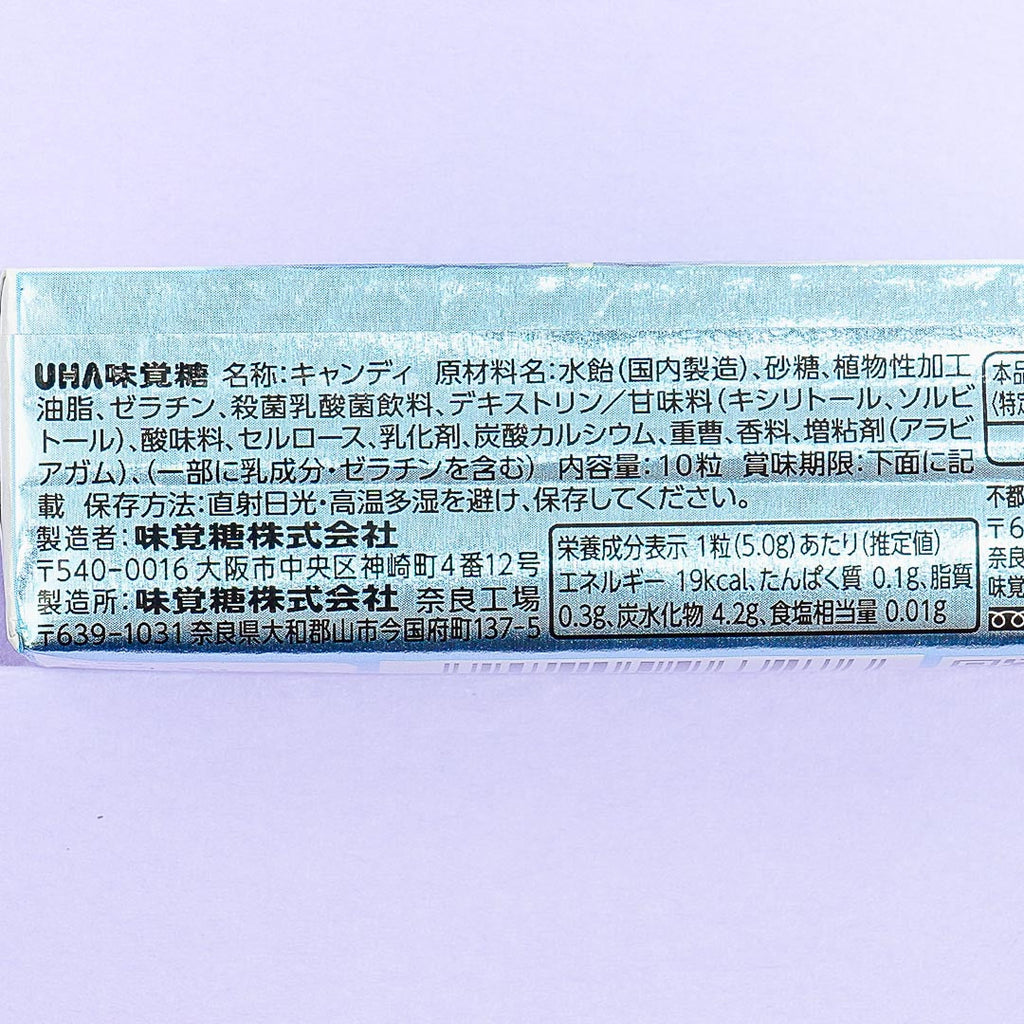 UHA味覚糖 名称:キャンディ 原材料名:水飴(国内製造)、砂糖、植物性加工
油脂、ゼラチン、殺菌乳酸菌飲料、デキストリン/甘味料(キシリトール、ソルビ
トール)、酸味料、セルロース、乳化剤、炭酸カルシウム、重曹、香料、増粘剤(アラビ
アガム)、(一部に乳成分・ゼラチンを含む) 内容量:10粒 賞味期限:下面に記
載 保存方法:直射日光・高温多湿を避け、保存してください。
製造者:味覚糖株式会社
〒540-0016 大阪市中央区神崎町4番12号
製造所:味覚糖株式会社 奈良工場
〒639-1031 奈良県大和郡山市今国府町137-5
栄養成分表示 1粒(5.0g)あたり(推定値)
エネルギー 19kcal、たんぱく質 0.1g、脂質
0.3g、炭水化物 4.2g、食塩相当量 0.01g
本品
(特定
不都
〒6
奈良
味覚